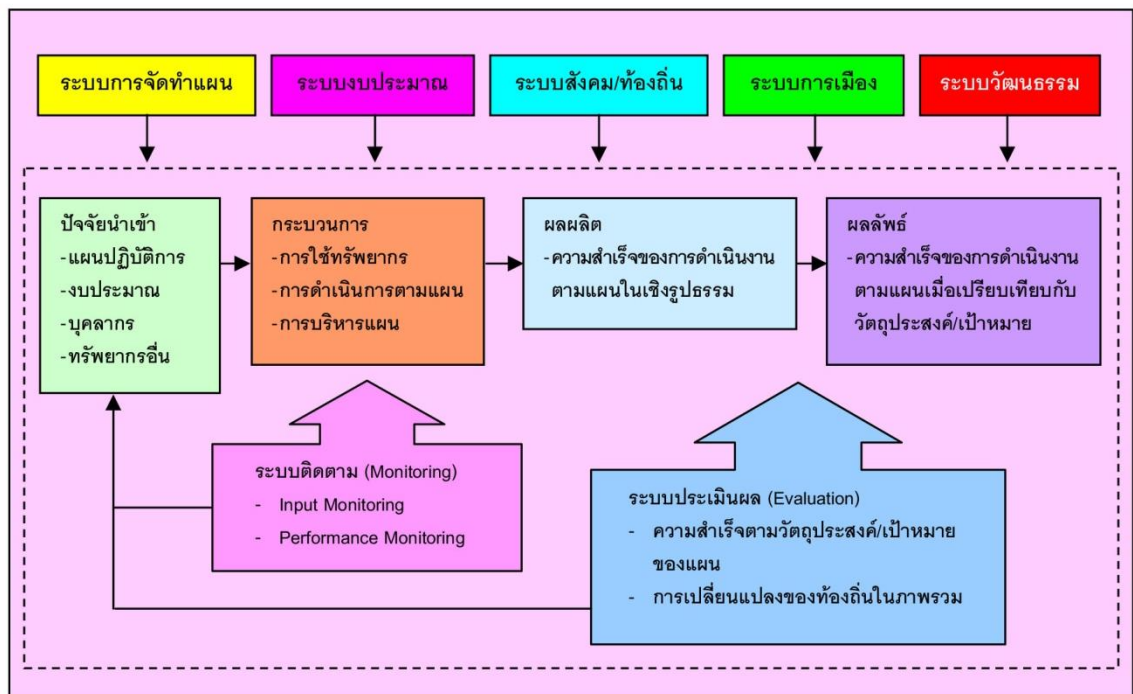 ระบบการจัดทำแผน
ระบบงบประมาณ
ระบบสังคม/ท้องถิ่น
ระบบการเมือง
ระบบวัฒนธรรม
ปัจจัยนำเข้า
-แผนปฏิบัติการ
-งบประมาณ
-บุคลากร
-ทรัพยากรอื่น
กระบวนการ
-การใช้ทรัพยากร
-การดำเนินการตามแผน
-การบริหารแผน
ผลผลิต
-ความสำเร็จของการดำเนินงาน
ตามแผนในเชิงรูปธรรม
ผลลัพธ์
-ความสำเร็จของการดำเนินงาน
ตามแผนเมื่อเปรียบเทียบกับ
วัตถุประสงค์/เป้าหมาย
ระบบติดตาม (Monitoring)
- Input Monitoring
- Performance Monitoring
ระบบประเมินผล (Evaluation)
- ความสำเร็จตามวัตถุประสงค์/เป้าหมาย
ของแผน
- การเปลี่ยนแปลงของท้องถิ่นในภาพรวม